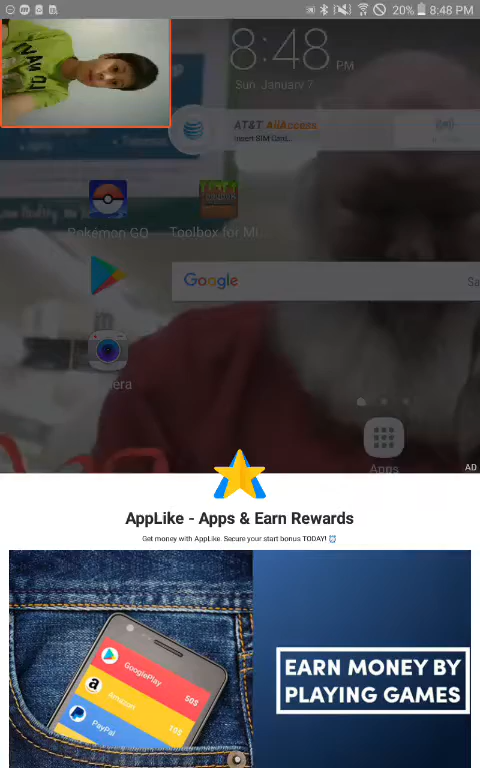 20% 8:48 PM
8:48 PM
Sun, January 7
AT&T AllAccess
Insert SIM Card...
Pokémon GO
Toolbox for Mi
Google
Sa
era
Apps
AD
AppLike - Apps & Earn Rewards
Get money with AppLike. Secure your start bonus TODAY!
GooglePlay
50$
Amazon
10$
PayPal
EARN MONEY BY
PLAYING GAMES